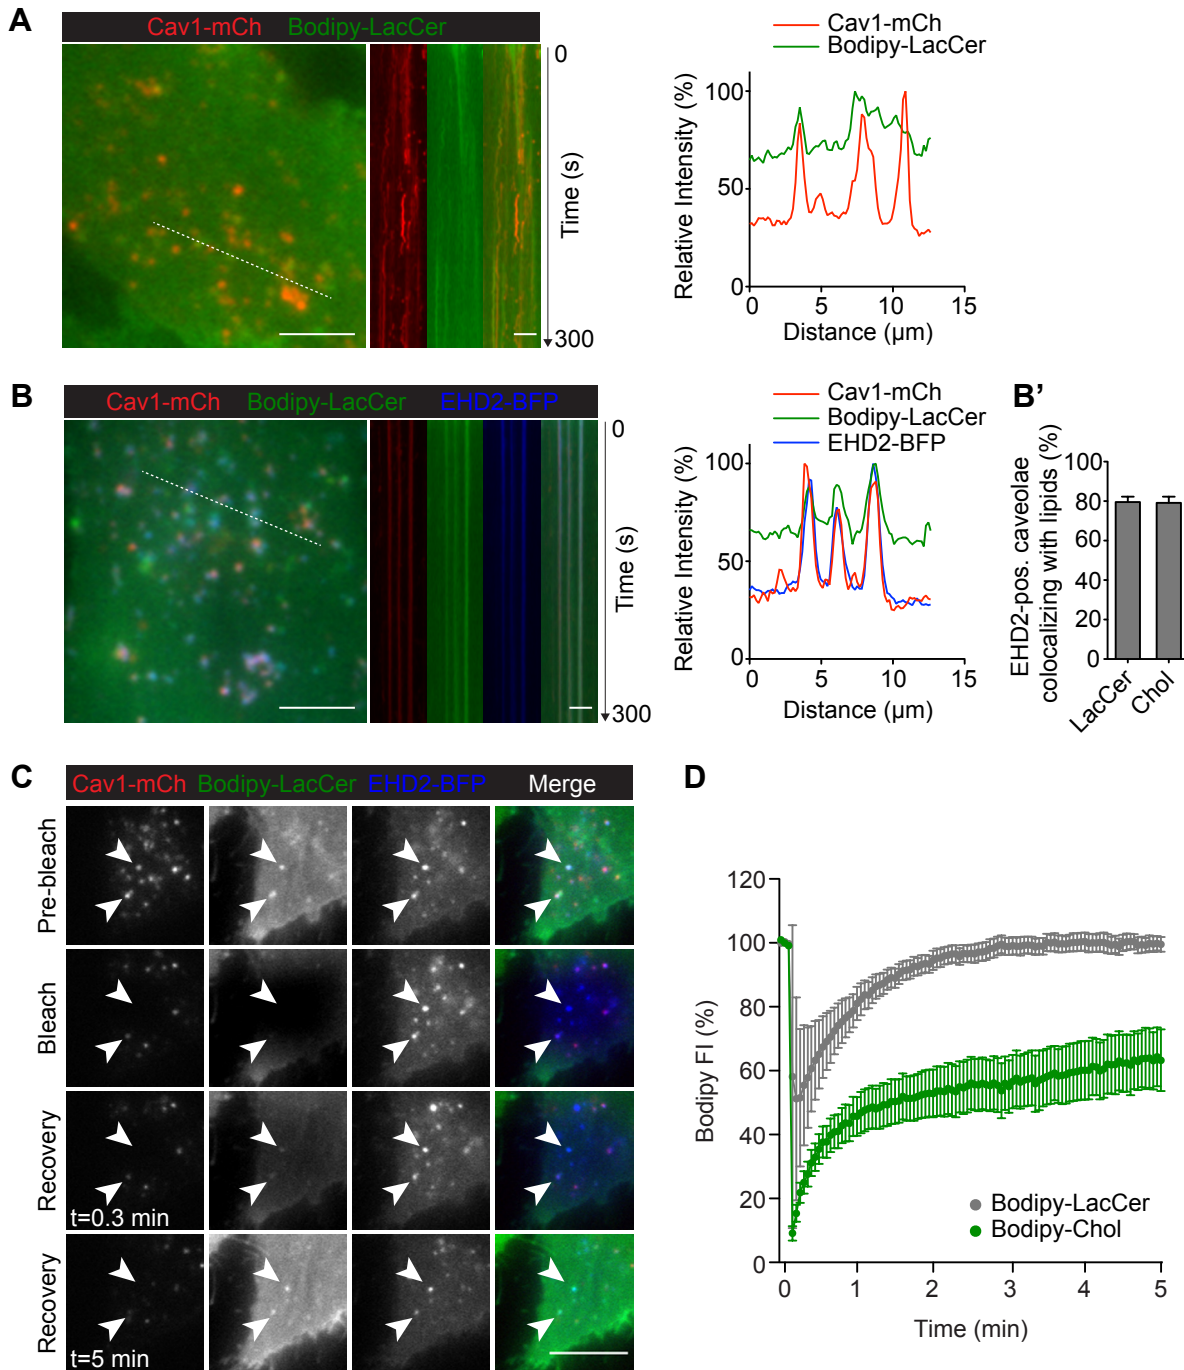 A
Cav1-mCh Bodipy-LacCer
0
Time (s)
300
Cav1-mCh
Bodipy-LacCer
Relative Intensity (%)
100
50
0
0 5 10 15
Distance (µm)
B
Cav1-mCh Bodipy-LacCer EHD2-BFP
0
Time (s)
300
Cav1-mCh
Bodipy-LacCer
EHD2-BFP
Relative Intensity (%)
100
50
0
0 5 10 15
Distance (µm)
B'
EHD2-pos. caveolae
colocalizing with lipids (%)
100
80
60
40
20
0
LacCer
Chol
C
Cav1-mCh Bodipy-LacCer EHD2-BFP Merge
Pre-bleach
Bleach
Recovery
t=0.3 min
Recovery
t=5 min
D
Bodipy FI (%)
120
100
80
60
40
20
0
0 1 2 3 4 5
Time (min)
Bodipy-LacCer
Bodipy-Chol